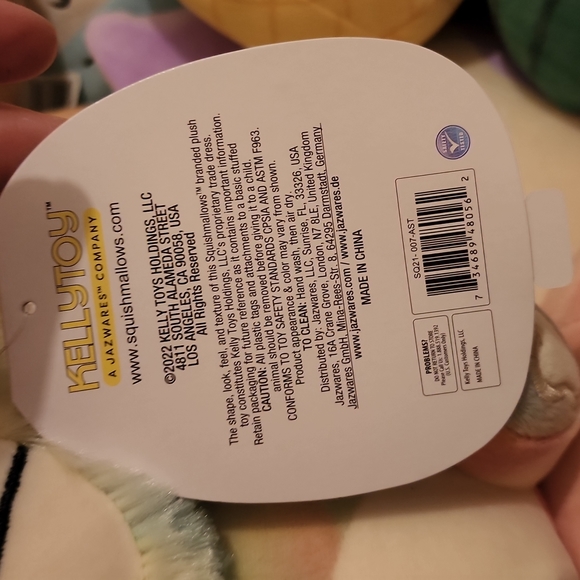 KELLYTOY™
A JAZWARES™ COMPANY
www.squishmallows.com
©2022 KELLY TOYS HOLDINGS, LLC
4811 SOUTH ALAMEDA STREET
LOS ANGELES, CA 90058, USA
All Rights Reserved
The shape, look, feel, and texture of this Squishmallows™ branded plush
toy constitutes Kelly Toys Holdings, LLC's proprietary trade dress.
Retain packaging for future reference as it contains important information.
CAUTION: All plastic tags and attachments to a basic stuffed
animal should be removed before giving it to a child.
CONFORMS TO TOY SAFETY STANDARDS CPSIA AND ASTM F963.
Product appearance & color may vary from shown.
TO CLEAN: Hand wash, then air dry.
Distributed by: Jazwares, LLC, Sunrise, FL, 33326, USA
Jazwares, 16A Crane Grove, London, N7 8LE, United Kingdom
Jazwares GmbH, Mina-Rees-Str. 8, 64295 Darmstadt, Germany
www.jazwares.com / www.jazwares.de
MADE IN CHINA
SQ21-007-AST
7 34689 48056 2
PROBLEMS
DO NOT RETURN TO STORE
(U.S. Customers Only)
Kelly Toys Holdings, LLC
MADE IN CHINA